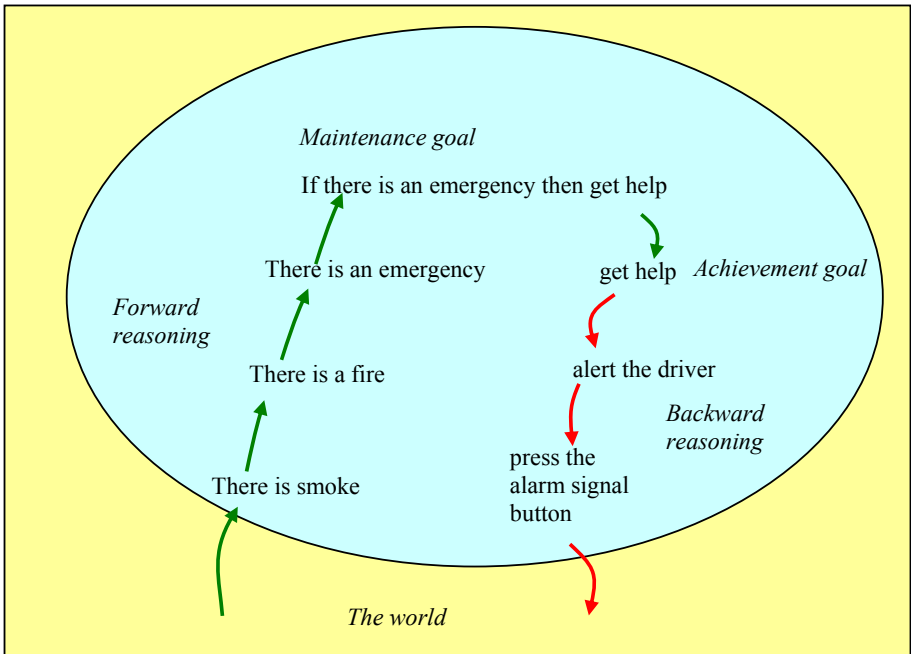 Maintenance goal
If there is an emergency then get help
There is an emergency
get help
Achievement goal
Forward
reasoning
There is a fire
alert the driver
Backward
reasoning
There is smoke
press the
alarm signal
button
The world